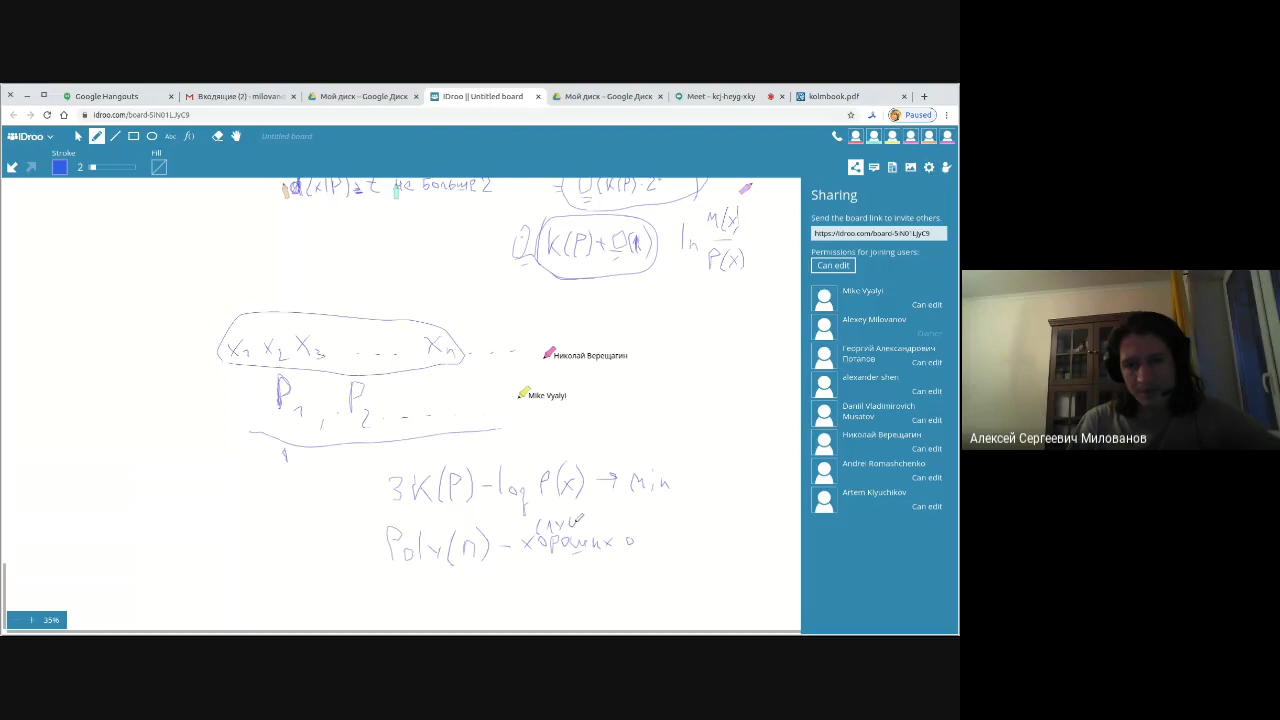 Google Hangouts
Входящие (2) - milovano
Мой диск – Google Диск
IDroo || Untitled board
Мой диск – Google Диск
Meet – kcj-heyg-xky
kolmbook.pdf
idroo.com/board-5iN01LJyC9
Paused
IDroo
Abc
f()
Untitled board
Stroke
2
Fill
d(x|P) ≥ t не больше 2
O(K(P)·2
K(P)+O(1)
ln M(x)
P(x)
x1 x2 x3 ... xn ...
Николай Верещагин
P1, P2 ...
Mike Vyalyi
3K(P) – log P(x) → min
Poly(n) – хороших о
35%
Sharing
Send the board link to invite others.
https://idroo.com/board-5iN01LJyC9
Permissions for joining users:
Can edit
Mike Vyalyi
Can edit
Alexey Milovanov
Owner
Георгий Александрович
Потапов
Can edit
alexander shen
Can edit
Daniil Vladimirovich
Musatov
Can edit
Николай Верещагин
Can edit
Andrei Romashchenko
Can edit
Artem Klyuchikov
Can edit
Алексей Сергеевич Милованов